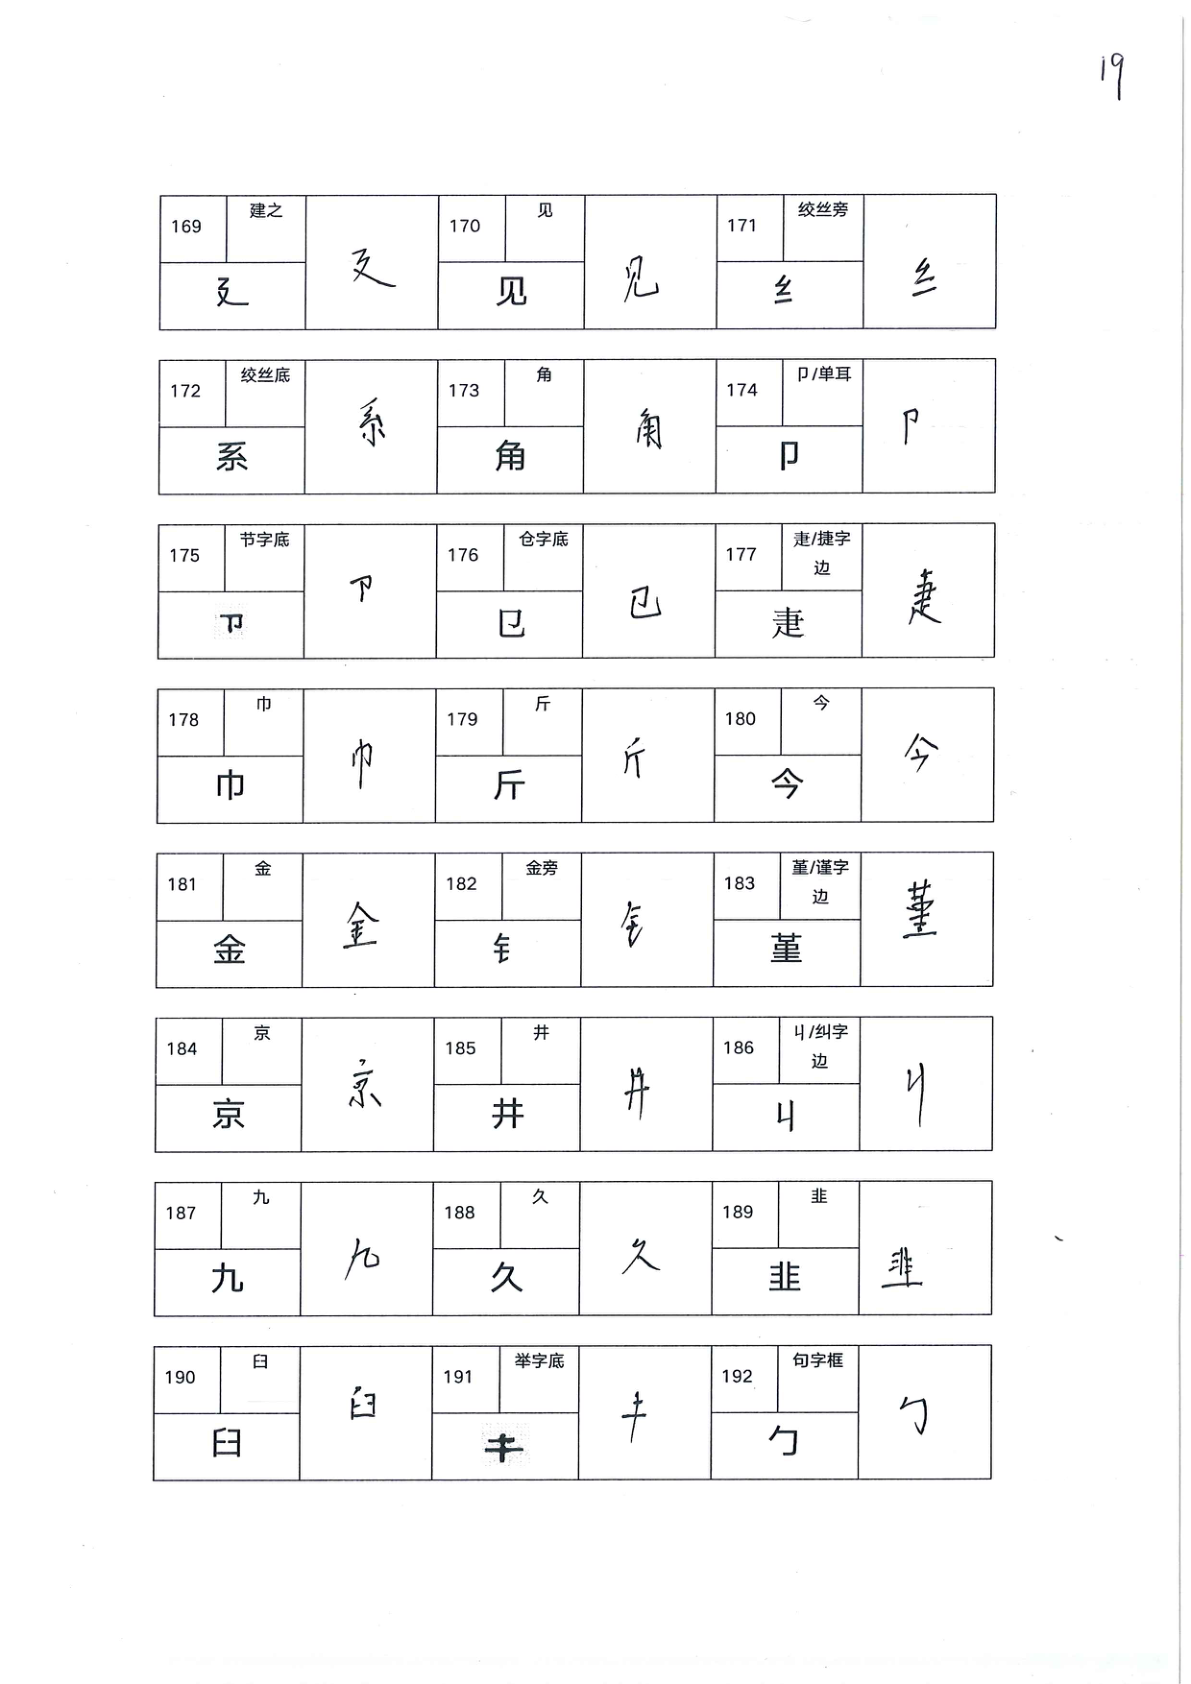 19
169 建之 廴 廴 170 见 见 见 171 绞丝旁 纟 纟
172 绞丝底 系 系 173 角 角 角 174 卩/单耳 卩 卩
175 节字底 176 仓字底 㔾 㔾 177 疌/捷字边 疌 疌
178 巾 巾 巾 179 斤 斤 斤 180 今 今 今
181 金 金 金 182 金旁 钅 钅 183 堇/谨字边 堇 堇
184 京 京 京 185 井 井 井 186 丩/纠字边 丩 丩
187 九 九 九 188 久 久 久 189 韭 韭 韭
190 臼 臼 臼 191 举字底 192 句字框 勹 勹